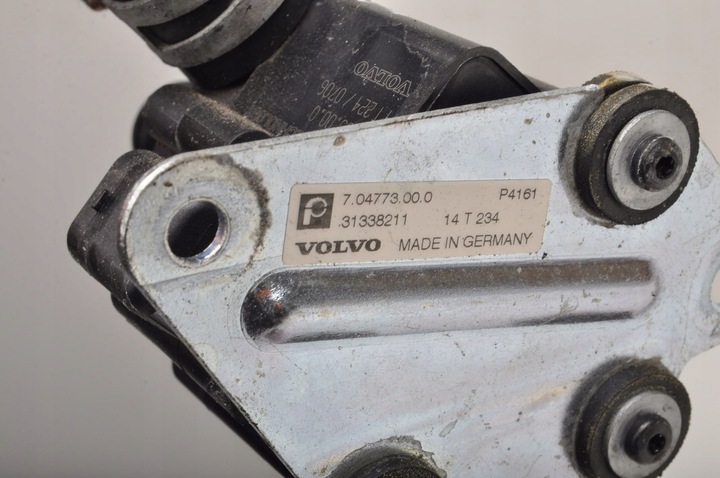 VOLVO
7.04773.00.0 P4161
31338211 14 T 234
VOLVO MADE IN GERMANY